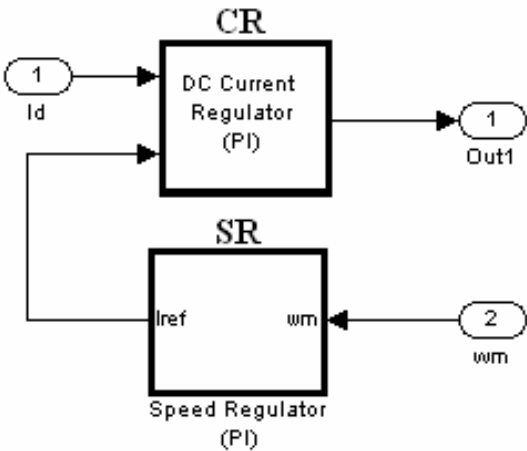 CR
1
Id
DC Current
Regulator
(PI)
1
Out1
SR
Iref
wm
2
wm
Speed Regulator
(PI)